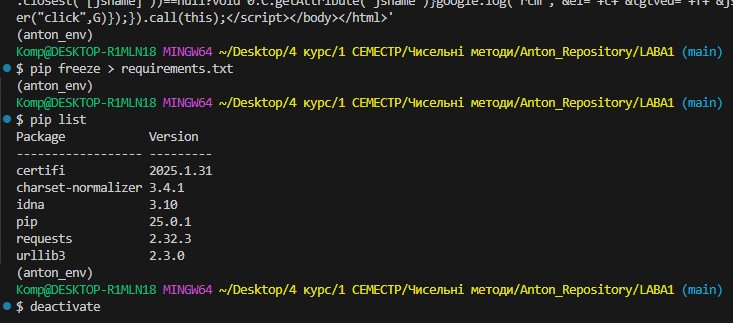 .closest("[jsname]"))==null?void 0:c.getAttribute("jsname")}google.log("rcm","&ei="+c+"&tgtved="+f+"&js
er("click",G)});}).call(this);</script></body></html>'
(anton_env)
Komp@DESKTOP-R1MLN18 MINGW64 ~/Desktop/4 курс/1 СЕМЕСТР/Чисельні методи/Anton_Repository/LABA1 (main)
$ pip freeze > requirements.txt
(anton_env)
Komp@DESKTOP-R1MLN18 MINGW64 ~/Desktop/4 курс/1 СЕМЕСТР/Чисельні методи/Anton_Repository/LABA1 (main)
$ pip list
Package Version
------------------ ---------
certifi 2025.1.31
charset-normalizer 3.4.1
idna 3.10
pip 25.0.1
requests 2.32.3
urllib3 2.3.0
(anton_env)
Komp@DESKTOP-R1MLN18 MINGW64 ~/Desktop/4 курс/1 СЕМЕСТР/Чисельні методи/Anton_Repository/LABA1 (main)
$ deactivate